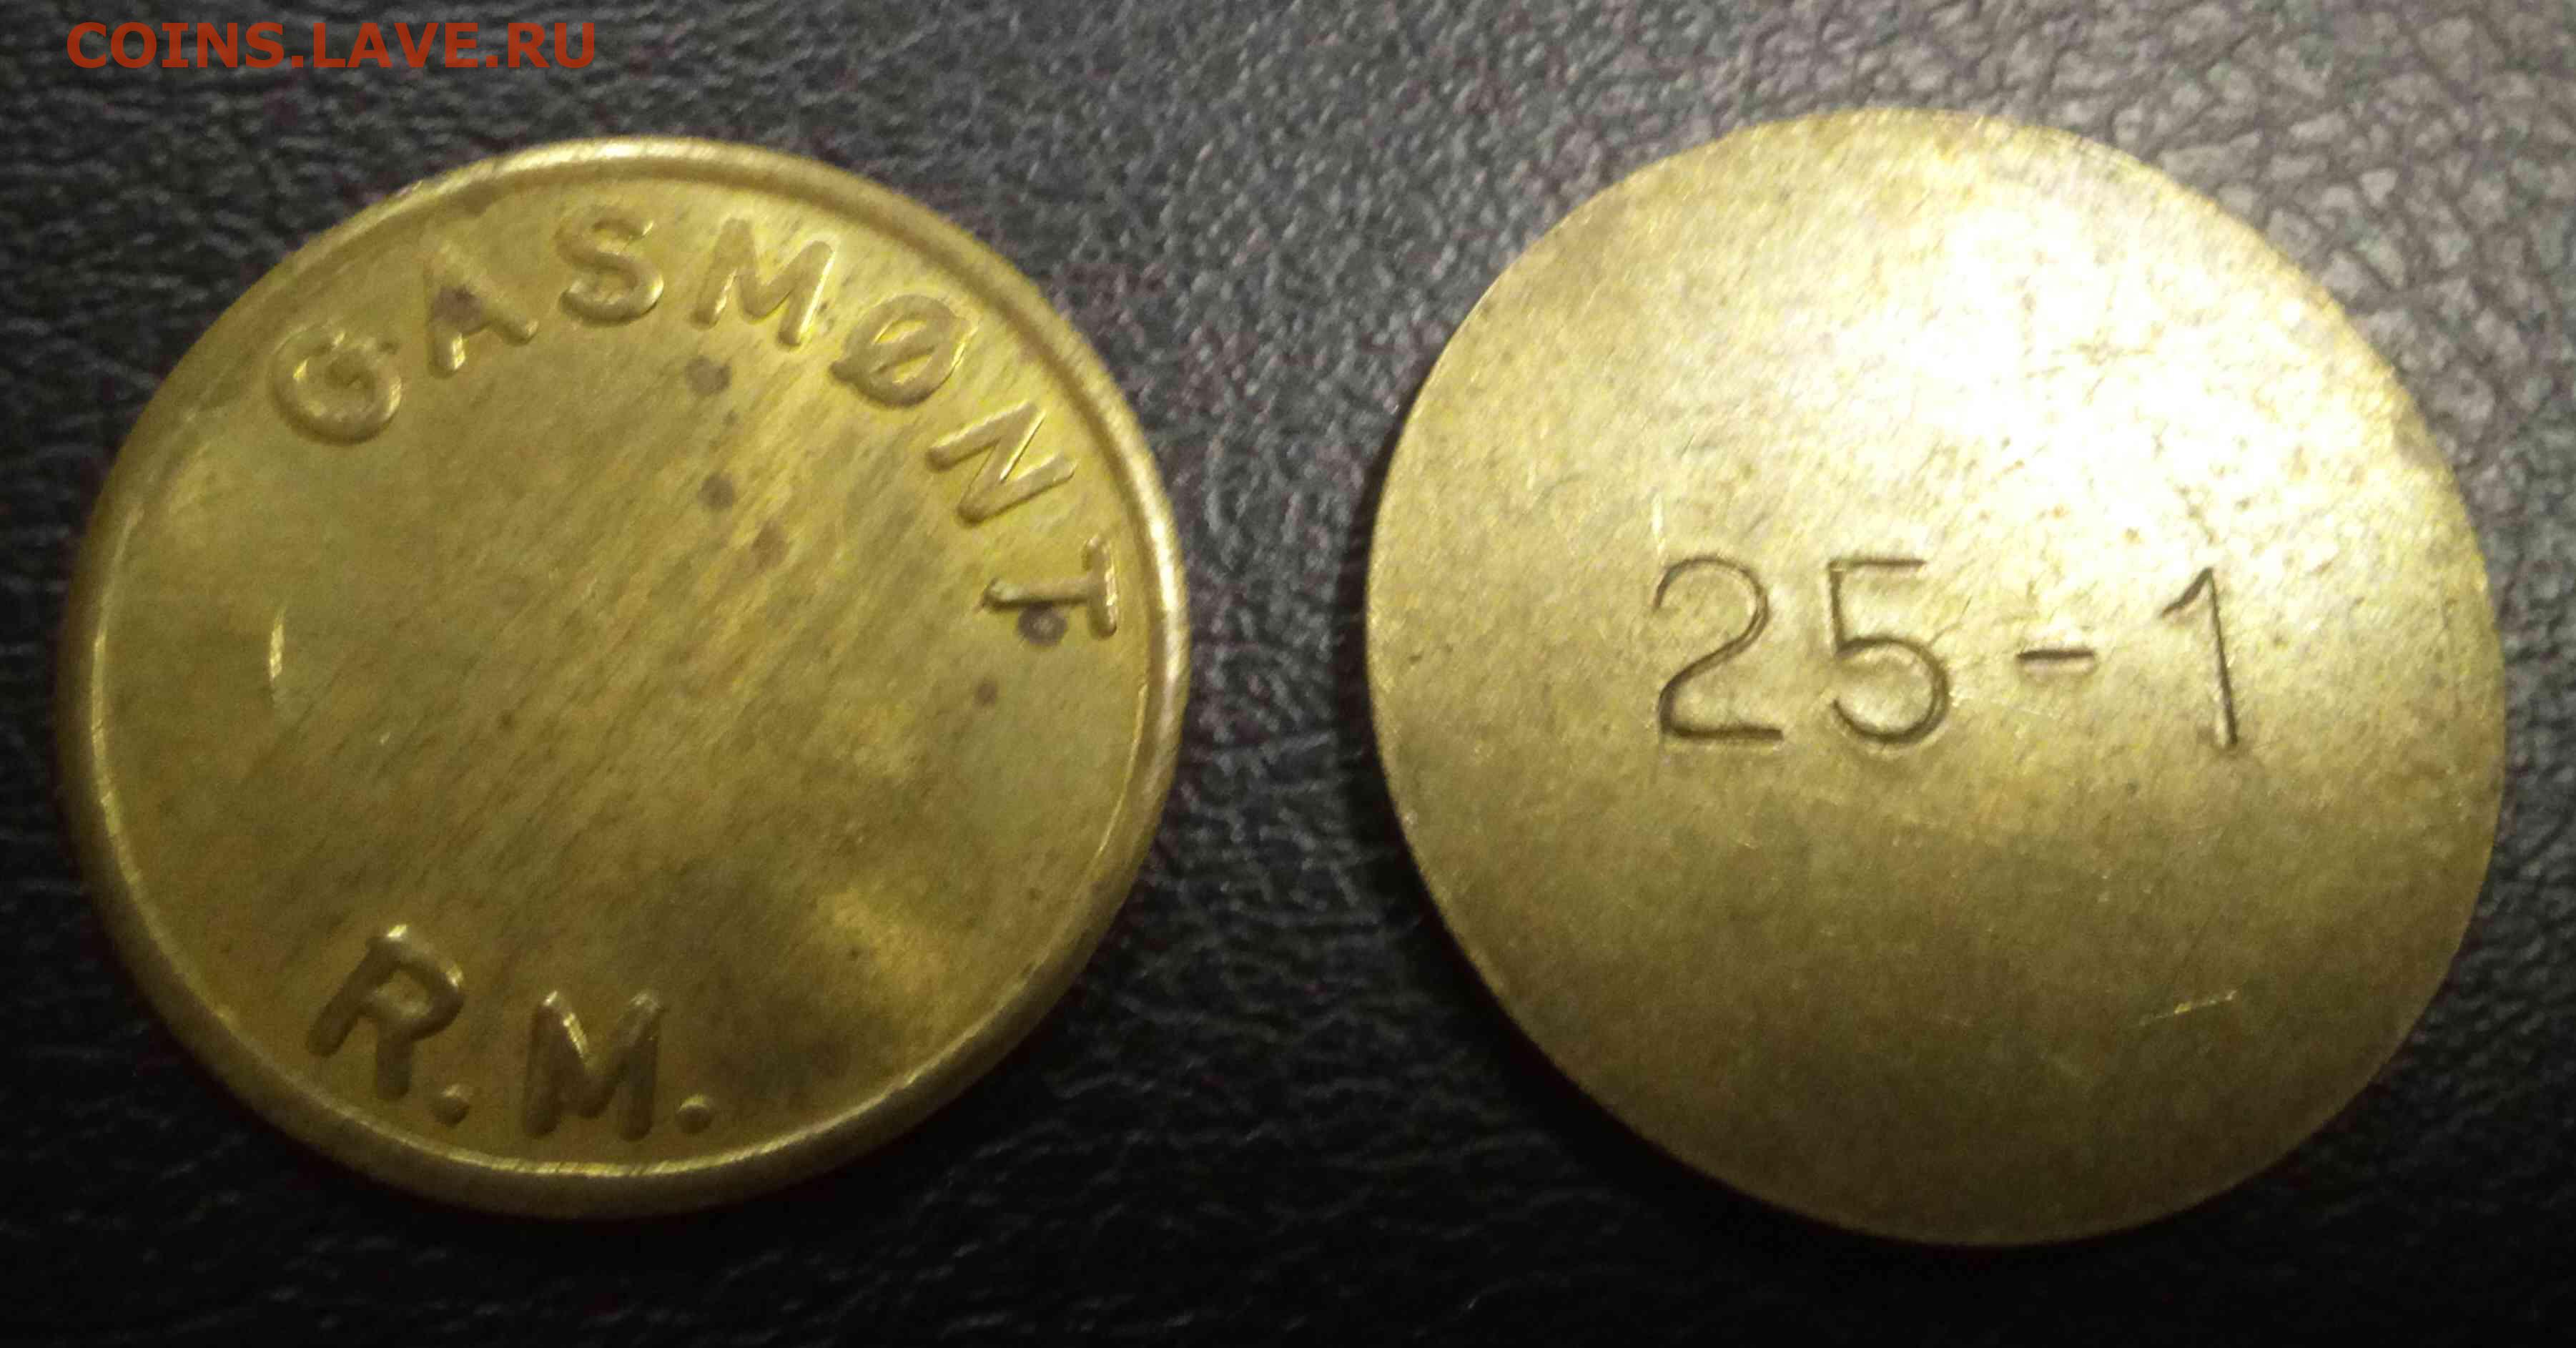 COINS.LAVE.RU
GASMØNT
R.M.
25-1